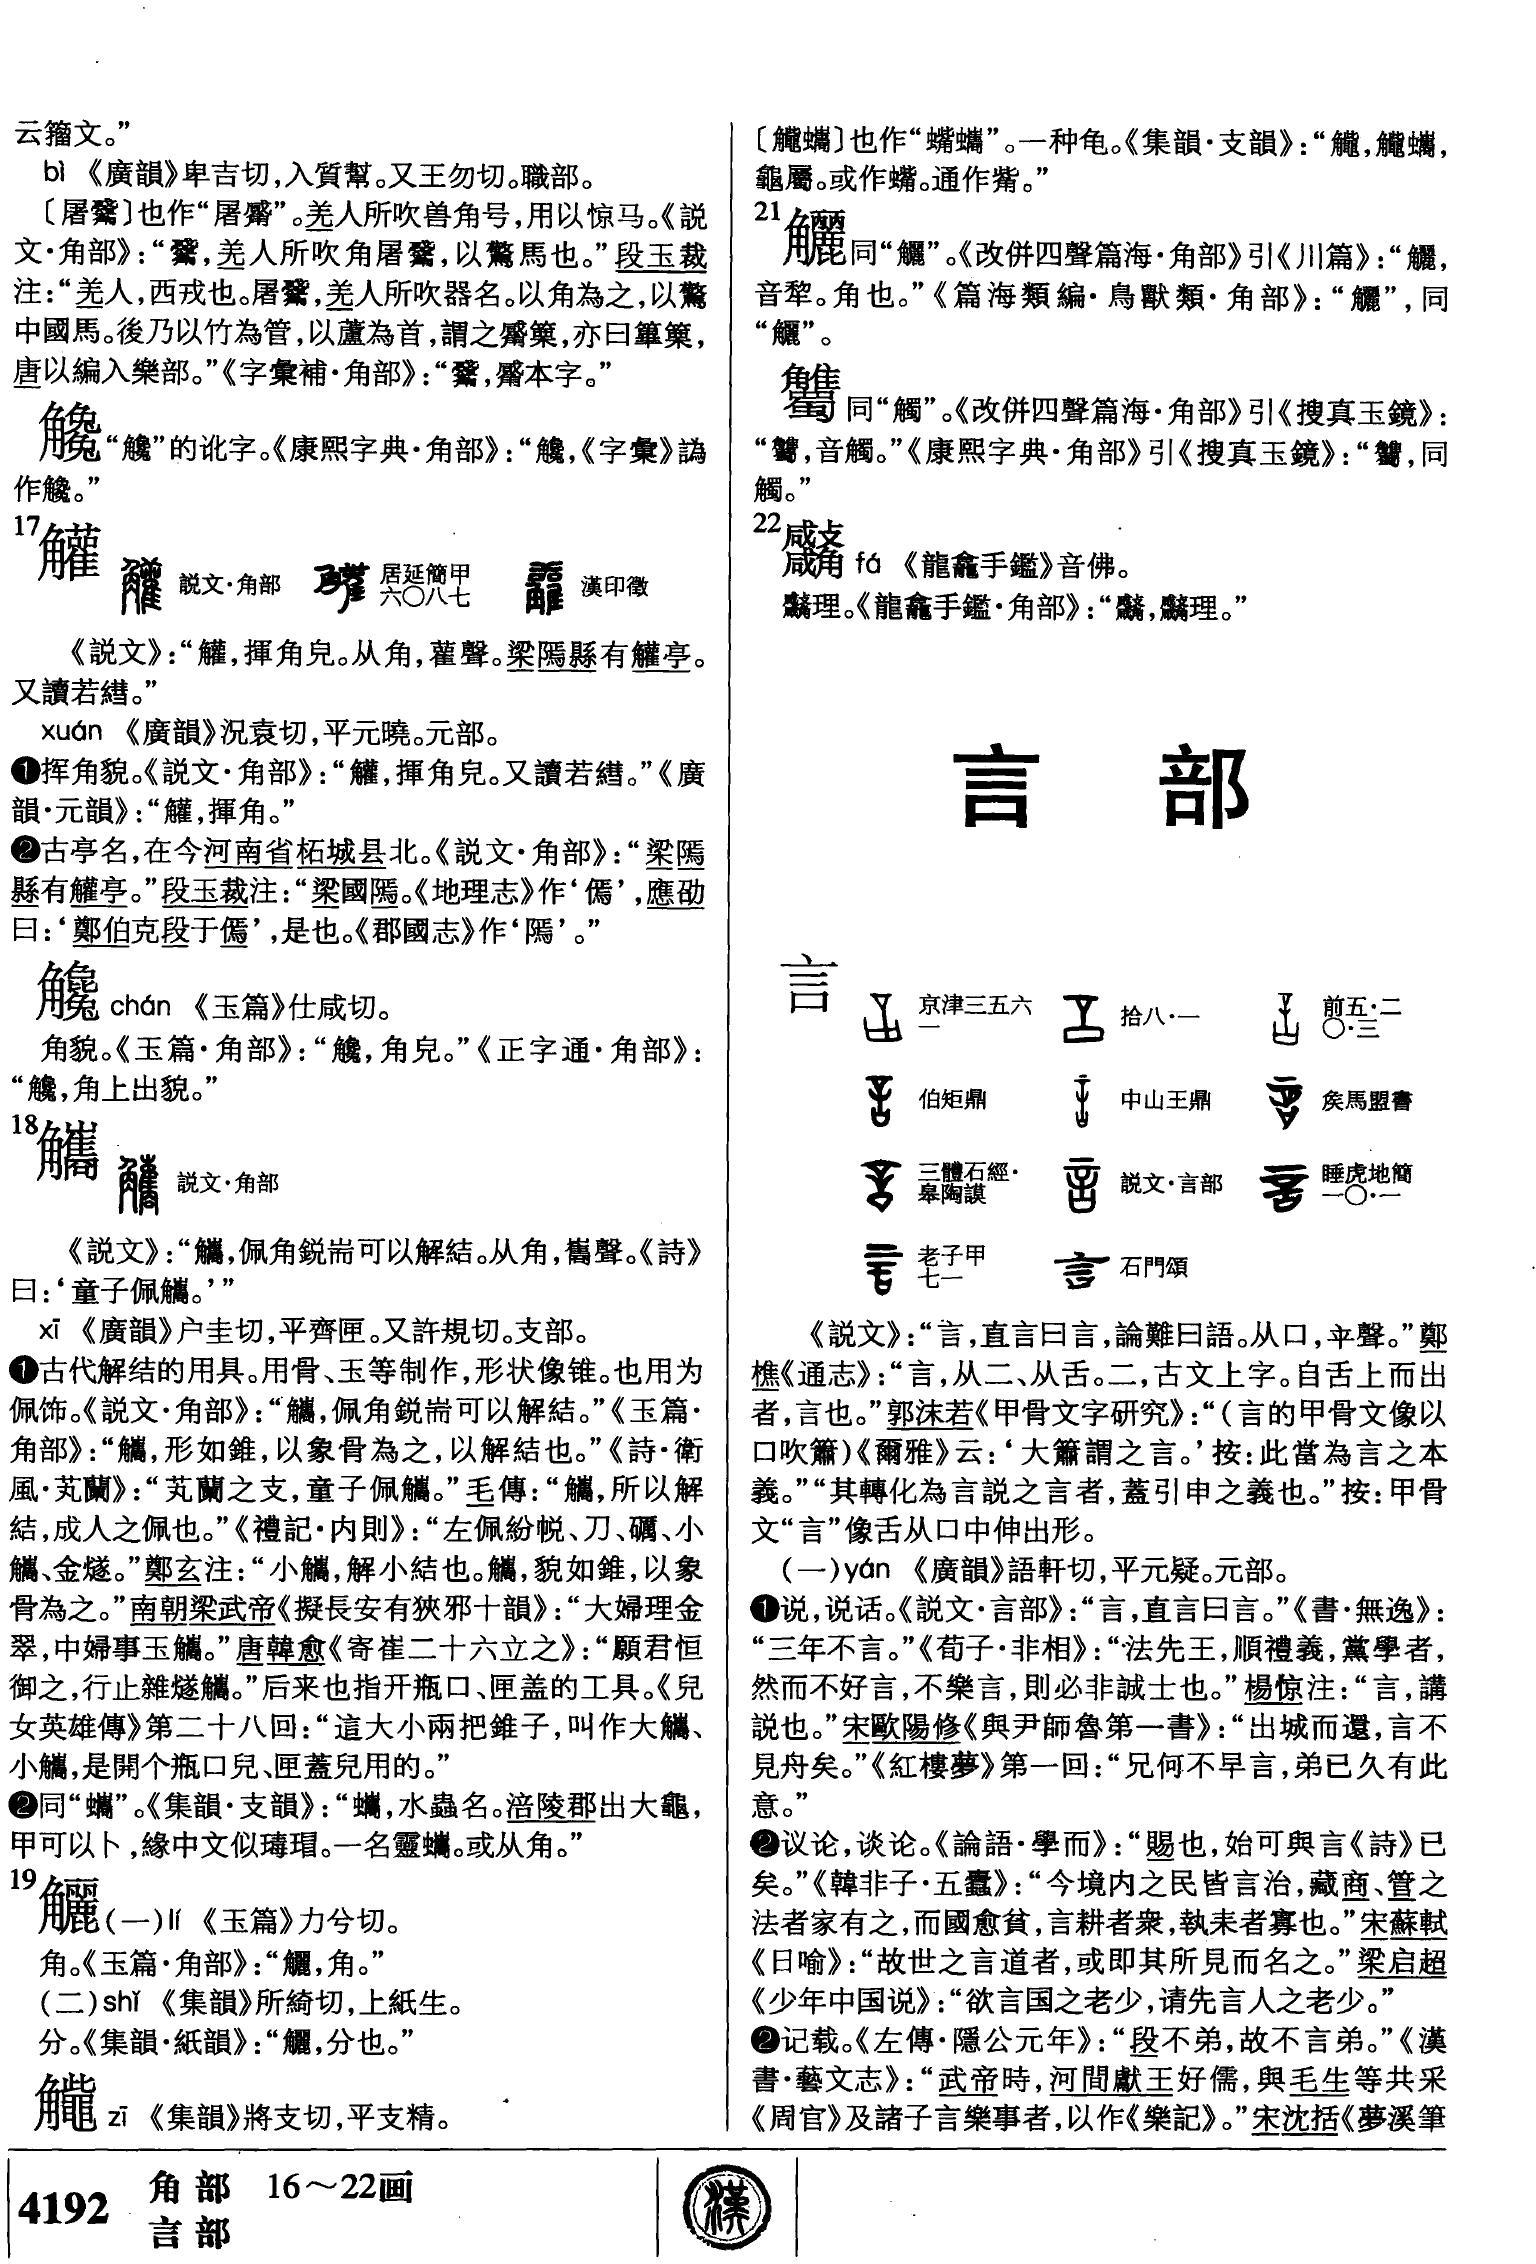 云籀文。”
bì 《廣韻》卑吉切，入質幫。又王勿切。職部。
〔屠𧥑〕也作“屠觱”。羌人所吹兽角号，用以惊马。《説
文·角部》：“𧥑，羌人所吹角屠𧥑，以驚馬也。”段玉裁
注：“羌人，西戎也。屠𧥑，羌人所吹器名。以角為之，以驚
中國馬。後乃以竹為管，以蘆為首，謂之觱篥，亦曰篳篥，
唐以編入樂部。”《字彙補·角部》：“𧥑，觱本字。”
“艬”的讹字。《康熙字典·角部》：“艬，《字彙》譌
作。”
17 觿
説文·角部 居延簡甲 漢印徵
六〇八七
《説文》：“䚭，揮角皃。从角，雚聲。梁隱縣有䚭亭。
又讀若繥。”
xuán 《廣韻》況袁切，平元曉。元部。
❶挥角貌。《説文·角部》：“䚭，揮角皃。又讀若。”《廣
韻·元韻》：“䚭，揮角。”
❷古亭名，在今河南省柘城县北。《説文·角部》：“梁隖
縣有䚭亭。”段玉裁注：“梁國隖。《地理志》作‘傿’，應劭
曰：‘鄭伯克段于傿’，是也。《郡國志》作‘隖’。”
艬 chán 《玉篇》仕咸切。
角貌。《玉篇·角部》：“艬，角皃。”《正字通·角部》：
“艬，角上出貌。”
18 觿
説文·角部
《説文》：“觿，佩角鋭耑可以解結。从角，巂聲。《詩》
曰：‘童子佩觿。’”
xī 《廣韻》户圭切，平齊匣。又許規切。支部。
❶古代解结的用具。用骨、玉等制作，形状像锥。也用为
佩饰。《説文·角部》：“觿，佩角鋭耑可以解結。”《玉篇·
角部》：“觿，形如錐，以象骨為之，以解結也。”《詩·衛
風·芄蘭》：“芄蘭之支，童子佩觿。”毛傳：“觿，所以解
結，成人之佩也。”《禮記·内則》：“左佩紛帨、刀、礪、小
觿、金燧。”鄭玄注：“小觿，解小結也。觿，貌如錐，以象
骨為之。”南朝梁武帝《擬長安有狹邪十韻》：“大婦理金
翠，中婦事玉觿。”唐韓愈《寄崔二十六立之》：“願君恒
御之，行止雜燧觿。”后来也指开瓶口、匣盖的工具。《兒
女英雄傳》第二十八回：“這大小兩把錐子，叫作大觿、
小觿，是開个瓶口兒、匣蓋兒用的。”
❷同“蠵”。《集韻·支韻》：“蠵，水蟲名。涪陵郡出大龜，
甲可以卜，緣中文似瑇瑁。一名靈蠵。或从角。”
19 䚕 (一)lí 《玉篇》力兮切。
角。《玉篇·角部》：“䚕，角。”
(二)shǐ 《集韻》所綺切，上紙生。
分。《集韻·紙韻》：“䚕，分也。”
zī 《集韻》將支切，平支精。
〔蠵〕也作“蠵”。一种龟。《集韻·支韻》：“，蠵，
龜屬。或作。通作觜。”
21 同“䚕”。《改併四聲篇海·角部》引《川篇》：“，
音犂。角也。”《篇海類編·鳥獸類·角部》：“”，同
“䚕”。
同“觸”。《改併四聲篇海·角部》引《搜真玉鏡》：
“，音觸。”《康熙字典·角部》引《搜真玉鏡》：“，同
觸。”
22 fá 《龍龕手鑑》音佛。
理。《龍龕手鑑·角部》：“，理。”
言 部
言
京津三五六 拾八·一 前五·二
一 〇·三
伯矩鼎 中山王鼎 矦馬盟書
三體石經· 説文·言部 睡虎地簡
皋陶謨 一〇·一
老子甲 石門頌
七一
《説文》：“言，直言曰言，論難曰語。从口，䇂聲。”鄭
樵《通志》：“言，从二、从舌。二，古文上字。自舌上而出
者，言也。”郭沫若《甲骨文字研究》：“(言的甲骨文像以
口吹簫)《爾雅》云：‘大簫謂之言。’按：此當為言之本
義。”“其轉化為言説之言者，蓋引申之義也。”按：甲骨
文“言”像舌从口中伸出形。
(一)yán 《廣韻》語軒切，平元疑。元部。
❶说，说话。《説文·言部》：“言，直言曰言。”《書·無逸》：
“三年不言。”《荀子·非相》：“法先王，順禮義，黨學者，
然而不好言，不樂言，則必非誠士也。”楊倞注：“言，講
説也。”宋歐陽修《與尹師魯第一書》：“出城而還，言不
見舟矣。”《紅樓夢》第一回：“兄何不早言，弟已久有此
意。”
❷议论，谈论。《論語·學而》：“賜也，始可與言《詩》已
矣。”《韓非子·五蠹》：“今境内之民皆言治，藏商、管之
法者家有之，而國愈貧，言耕者衆，執耒者寡也。”宋蘇軾
《日喻》：“故世之言道者，或即其所見而名之。”梁启超
《少年中国说》：“欲言国之老少，请先言人之老少。”
❷记载。《左傳·隱公元年》：“段不弟，故不言弟。”《漢
書·藝文志》：“武帝時，河間獻王好儒，與毛生等共采
《周官》及諸子言樂事者，以作《樂記》。”宋沈括《夢溪筆
4192 角部 16～22画
言部
漢